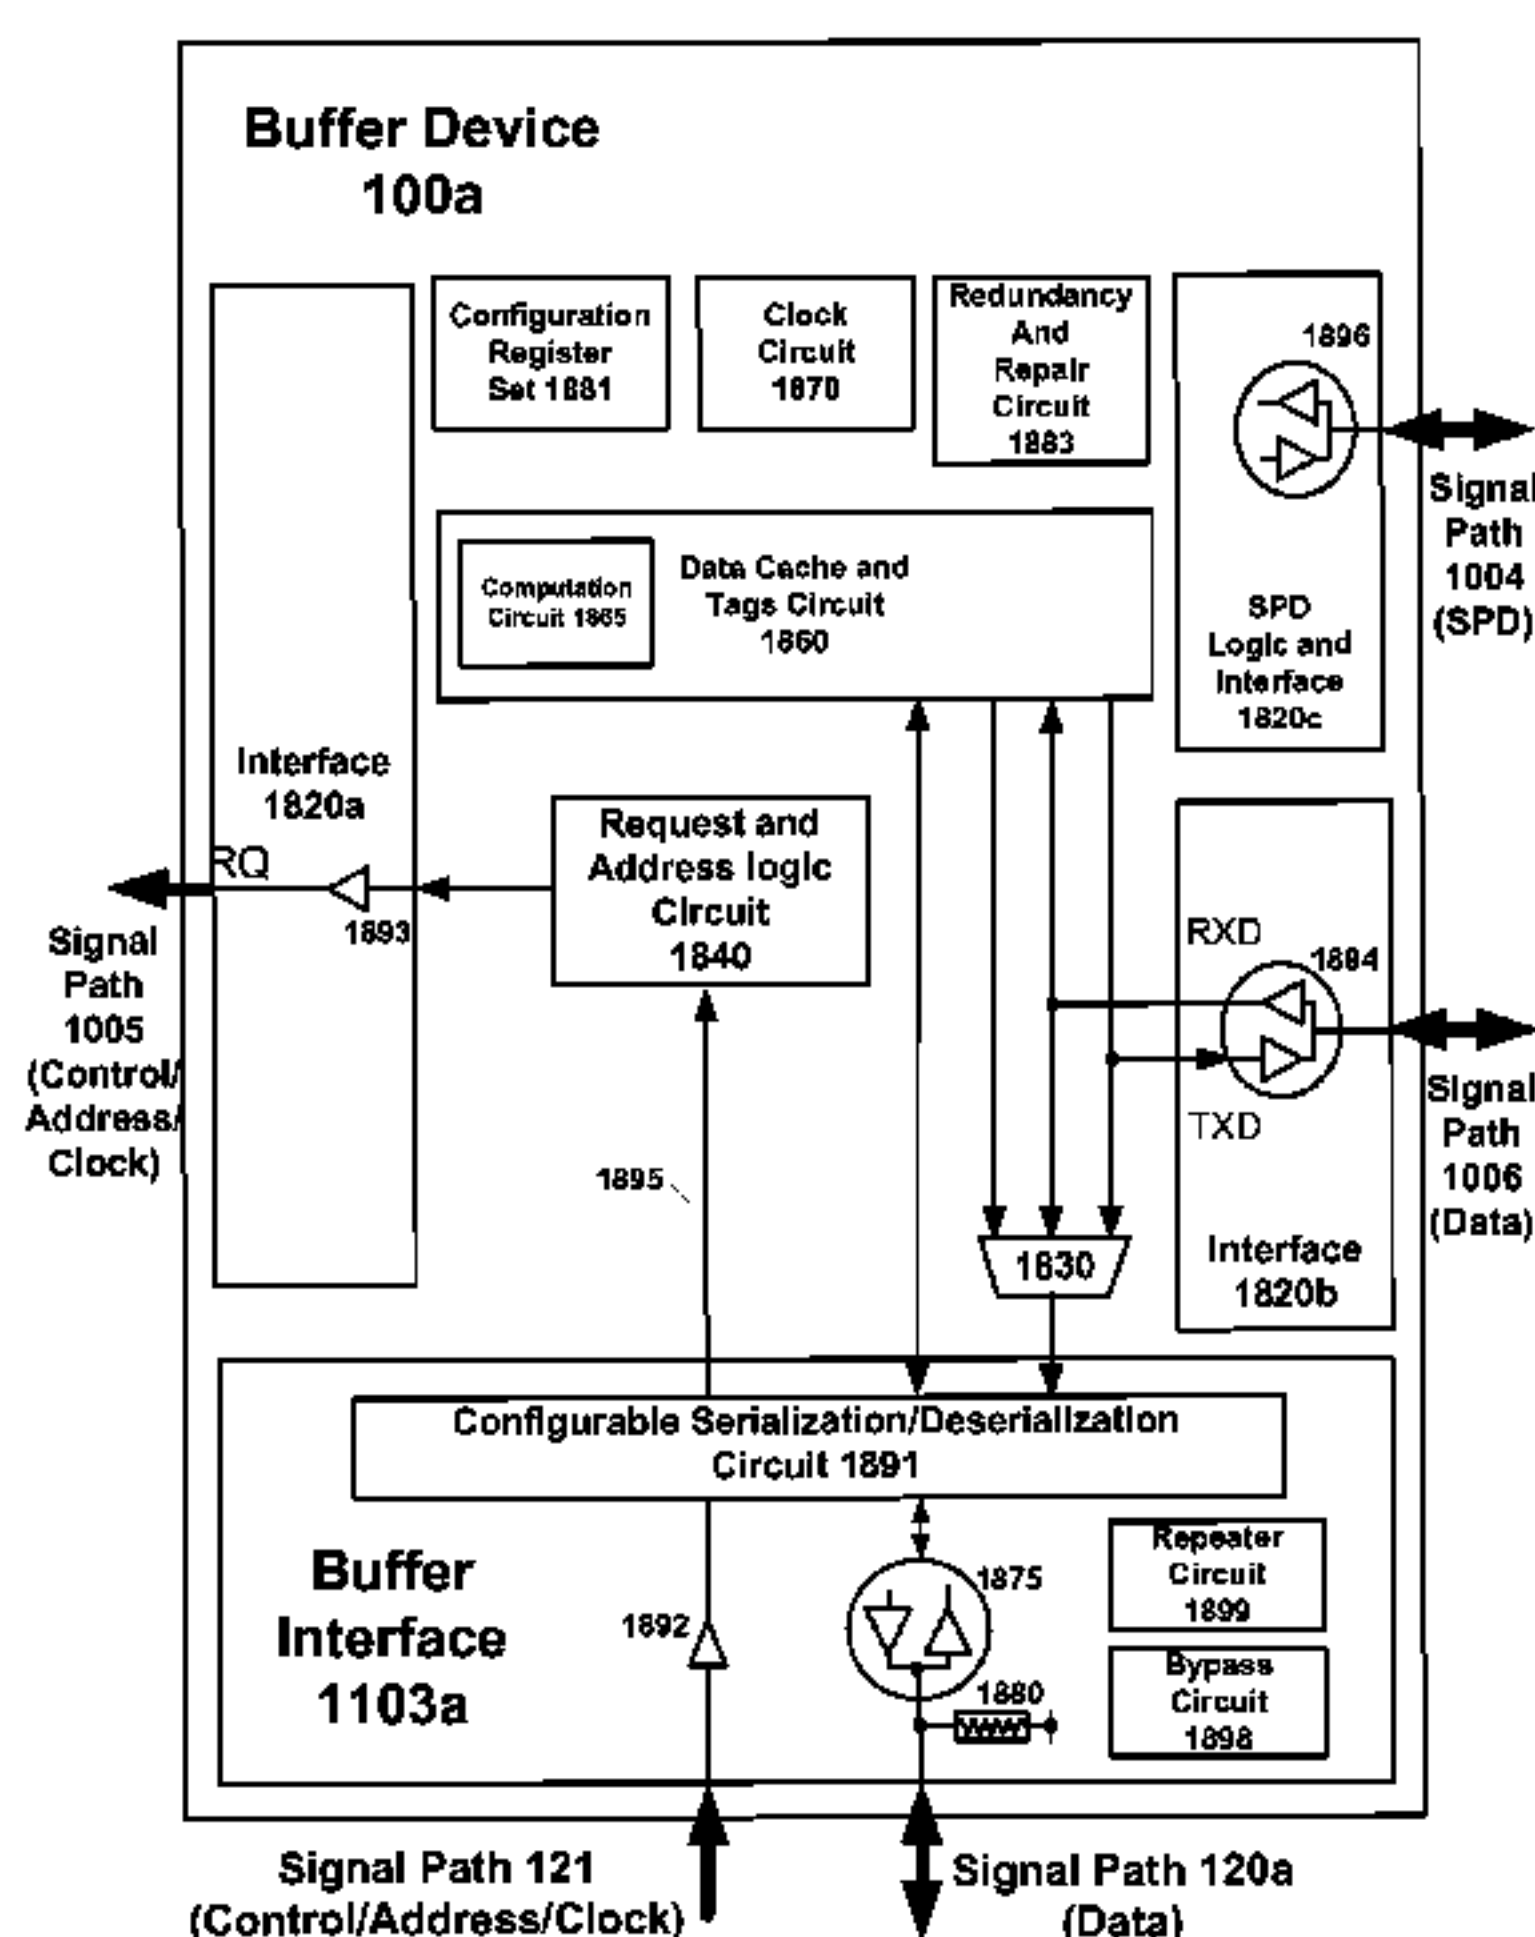 Buffer Device
100a
Configuration
Register
Set 1881
Clock
Circuit
1870
Redundancy
And
Repair
Circuit
1883
1896
Signal
Path
1004
(SPD)
Computation
Circuit 1865
Data Cache and
Tags Circuit
1860
SPD
Logic and
Interface
1820c
Interface
1820a
RQ
1893
Request and
Address logic
Circuit
1840
Signal
Path
1005
(Control/
Address/
Clock)
RXD
1894
TXD
Signal
Path
1006
(Data)
1895
1830
Interface
1820b
Configurable Serialization/Deserialization
Circuit 1891
Buffer
Interface
1103a
1892
1875
1880
Repeater
Circuit
1899
Bypass
Circuit
1898
Signal Path 121
(Control/Address/Clock)
Signal Path 120a
(Data)